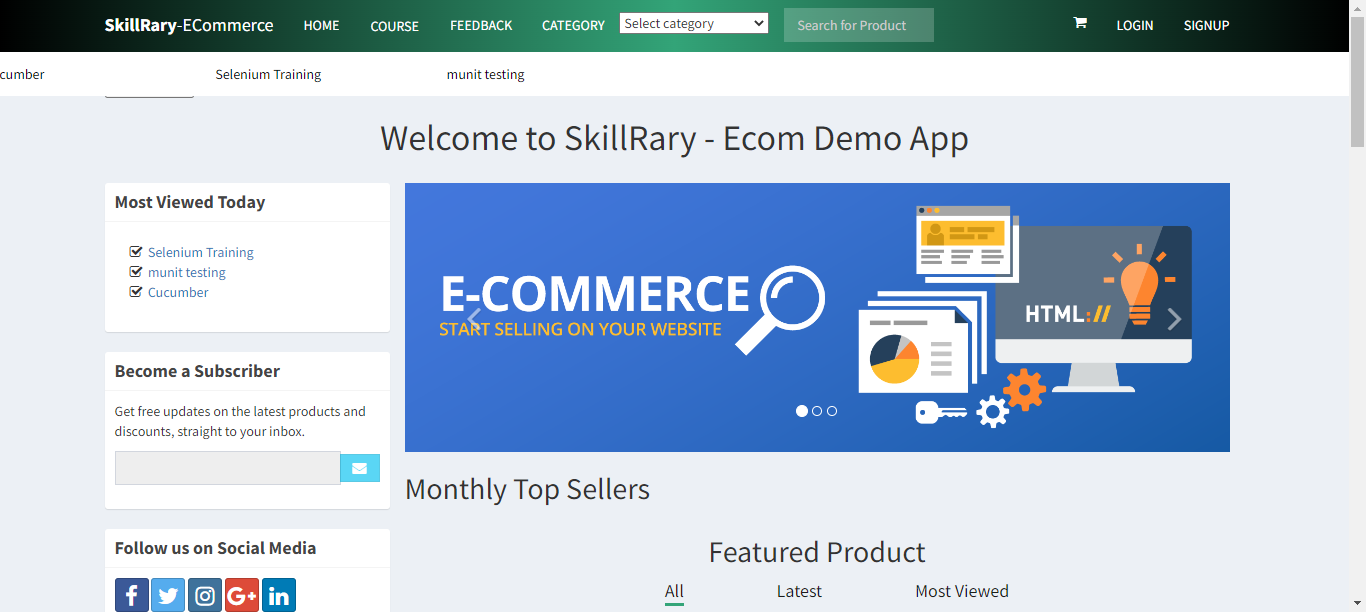 SkillRary-ECommerce HOME COURSE FEEDBACK CATEGORY Select category Search for Product LOGIN SIGNUP
cumber Selenium Training munit testing
Welcome to SkillRary - Ecom Demo App
Most Viewed Today
Selenium Training
munit testing
Cucumber
Become a Subscriber
Get free updates on the latest products and
discounts, straight to your inbox.
Follow us on Social Media
E-COMMERCE
START SELLING ON YOUR WEBSITE
HTML://
Monthly Top Sellers
Featured Product
All Latest Most Viewed